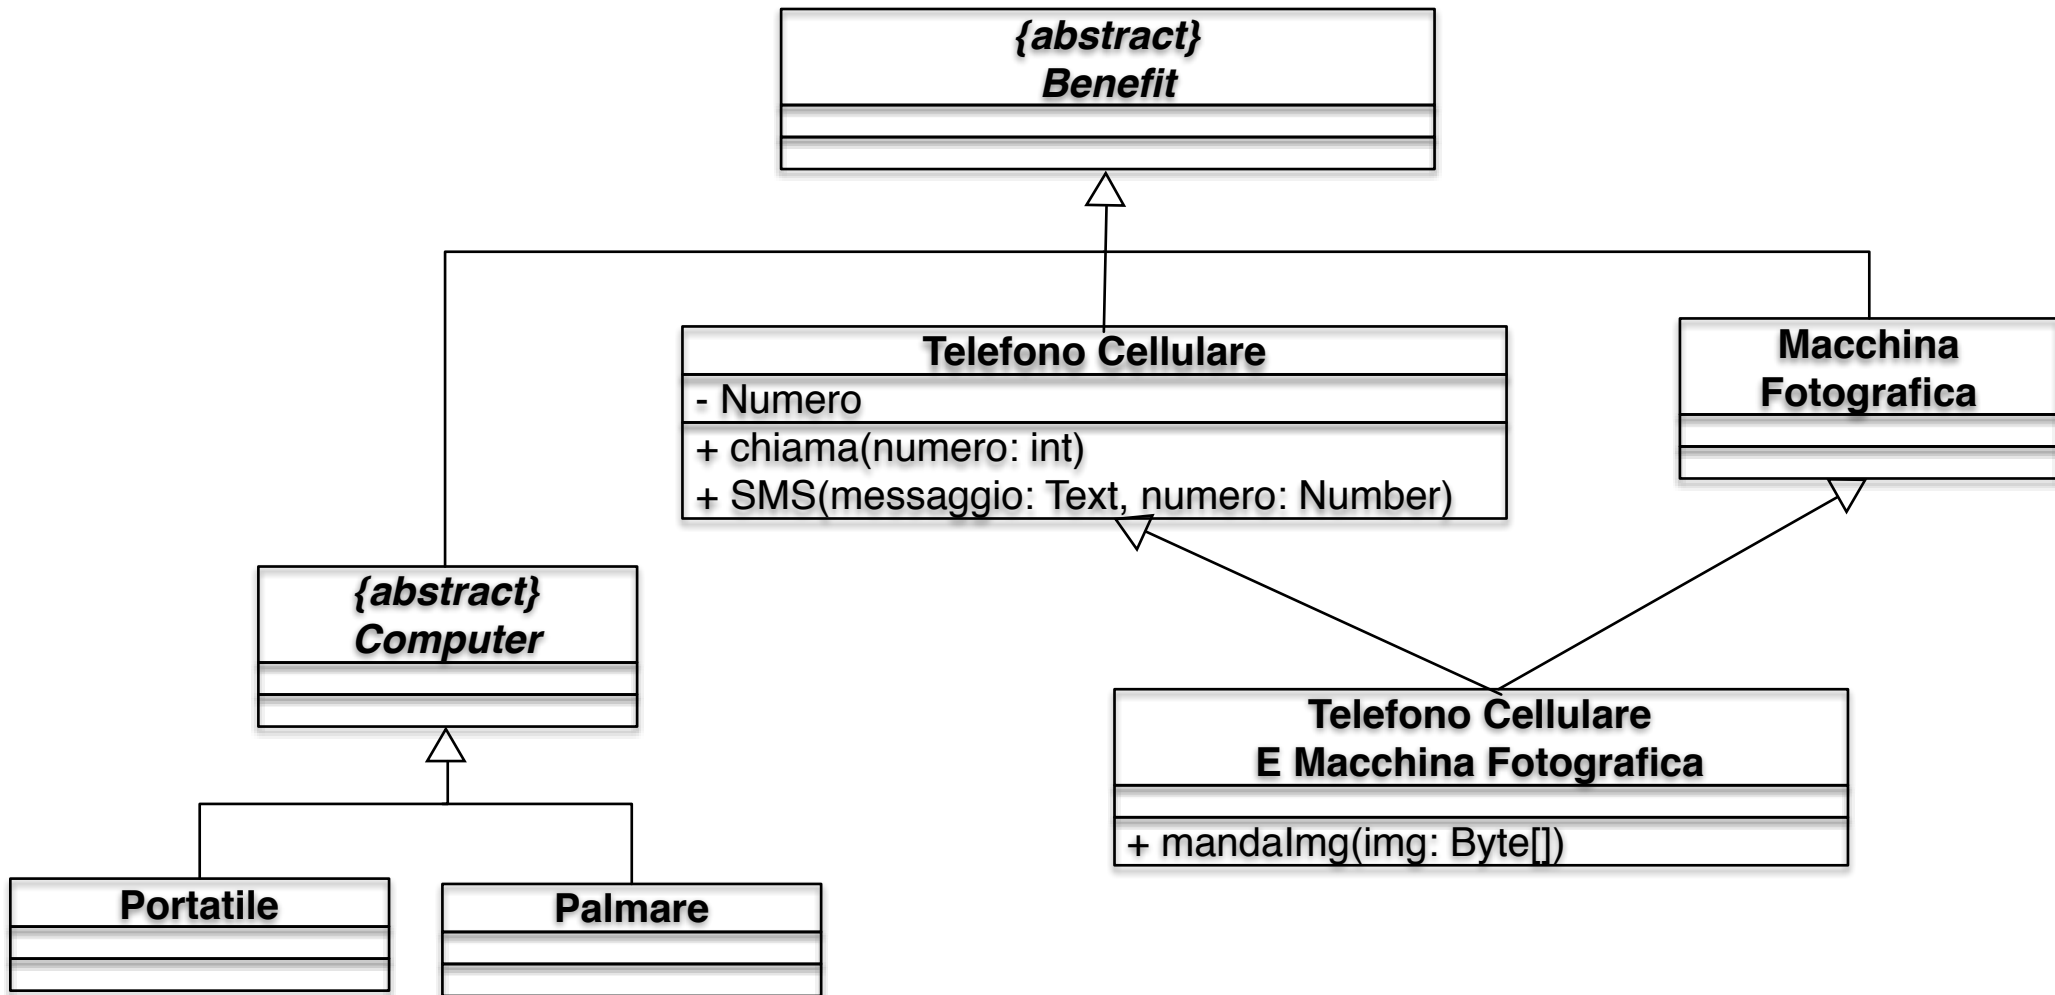 {abstract}
Benefit
Telefono Cellulare
- Numero
+ chiama(numero: int)
+ SMS(messaggio: Text, numero: Number)
Macchina
Fotografica
{abstract}
Computer
Telefono Cellulare
E Macchina Fotografica
+ mandaImg(img: Byte[])
Portatile
Palmare